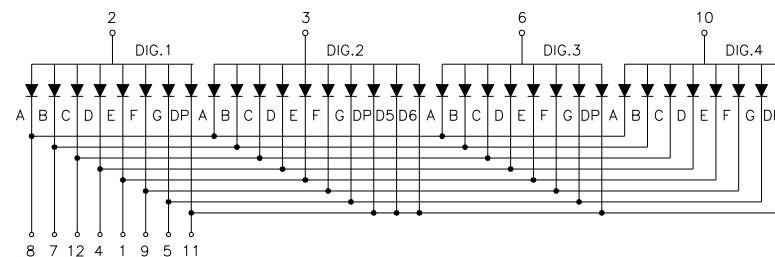 2 3 6 10
DIG.1 DIG.2 DIG.3 DIG.4
A B C D E F G DP A B C D E F G DP D5 D6 A B C D E F G DP A B C D E F G
8 7 12 4 1 9 5 11